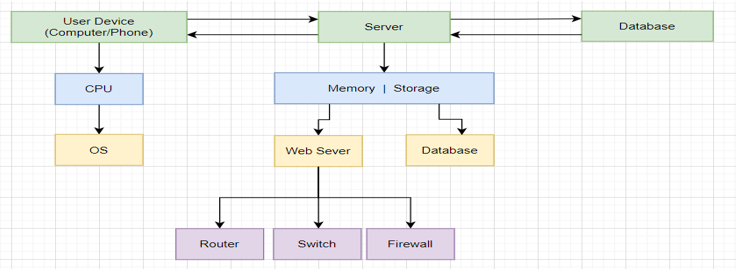 User Device
(Computer/Phone)
Server
Database
CPU
Memory | Storage
OS
Web Sever
Database
Router
Switch
Firewall